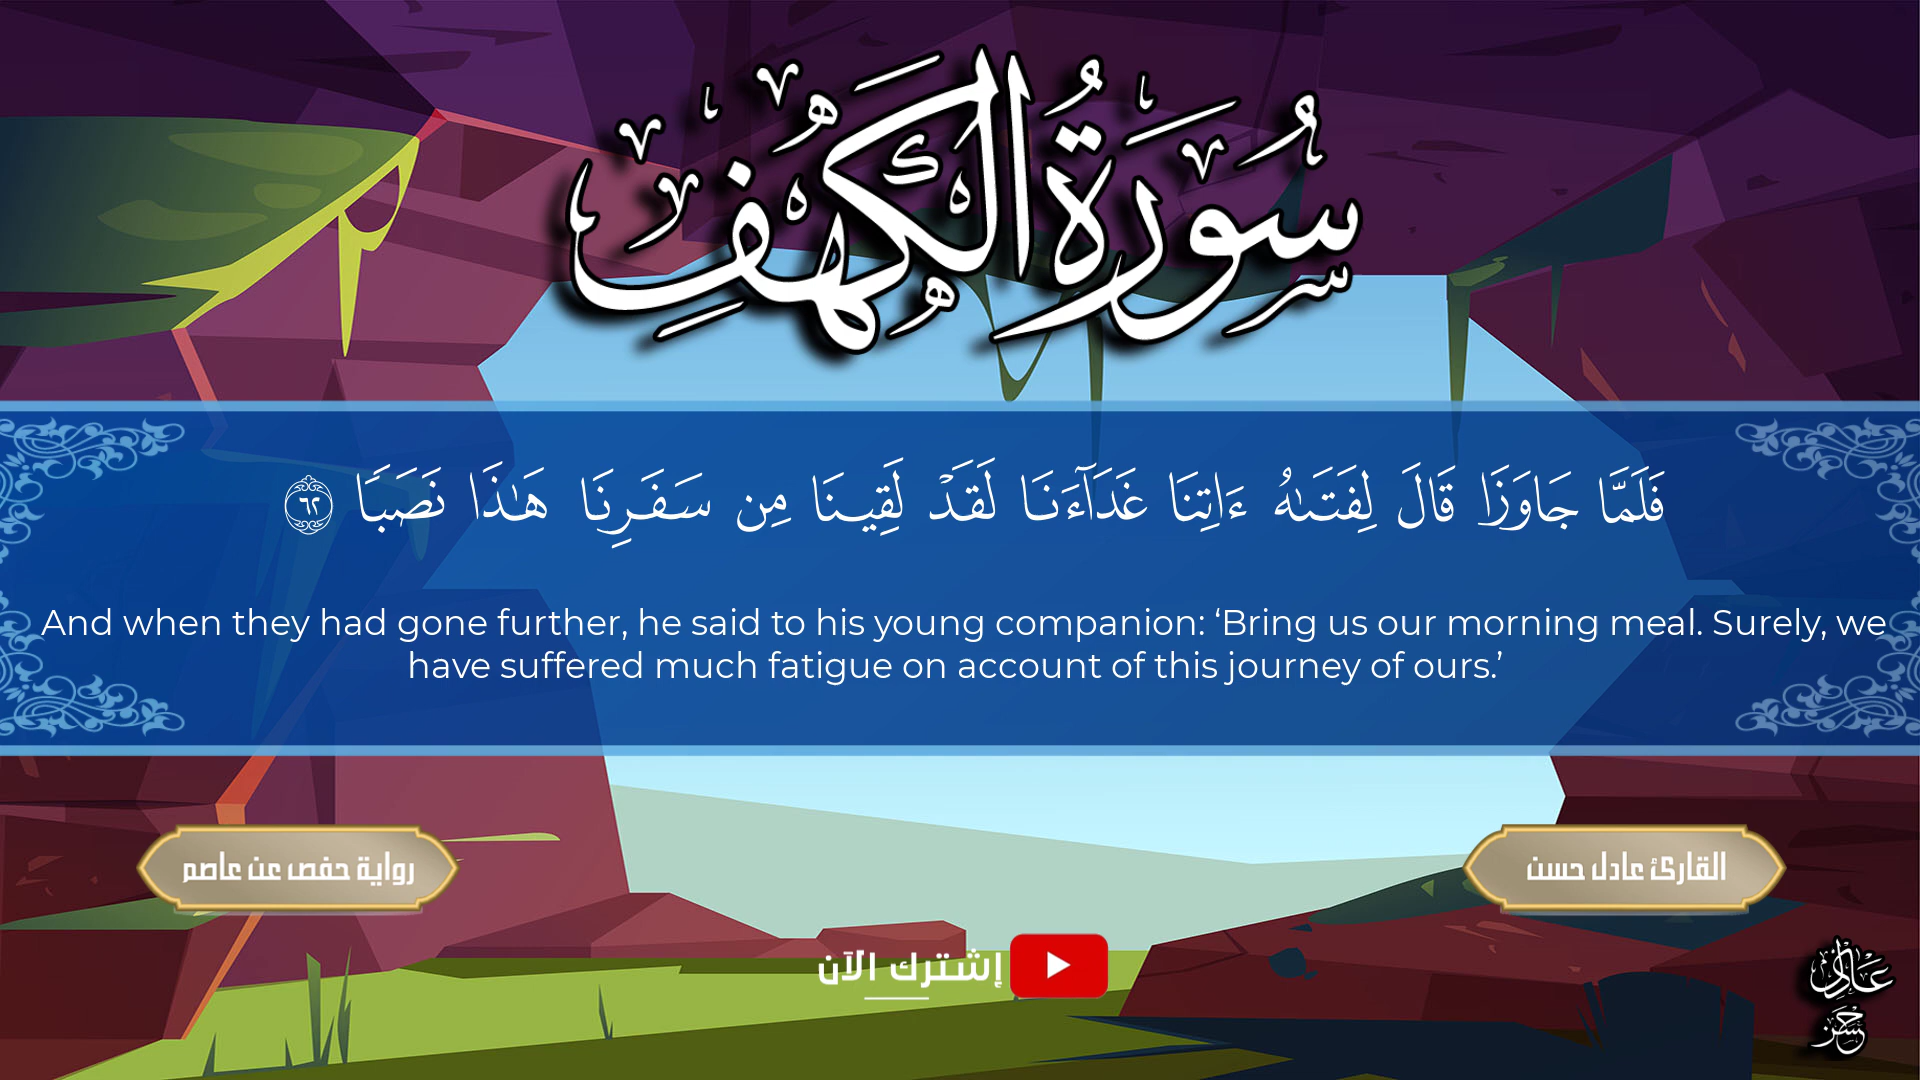 سُورَةُ الْكَهْفِ
فَلَمَّا جَاوَزَا قَالَ لِفَتَىٰهُ ءَاتِنَا غَدَآءَنَا لَقَدْ لَقِينَا مِن سَفَرِنَا هَٰذَا نَصَبًا ٦٢
And when they had gone further, he said to his young companion: ‘Bring us our morning meal. Surely, we
have suffered much fatigue on account of this journey of ours.’
القارئ عادل حسن
رواية حفص عن عاصم
إشترك الآن
عادل
حسن